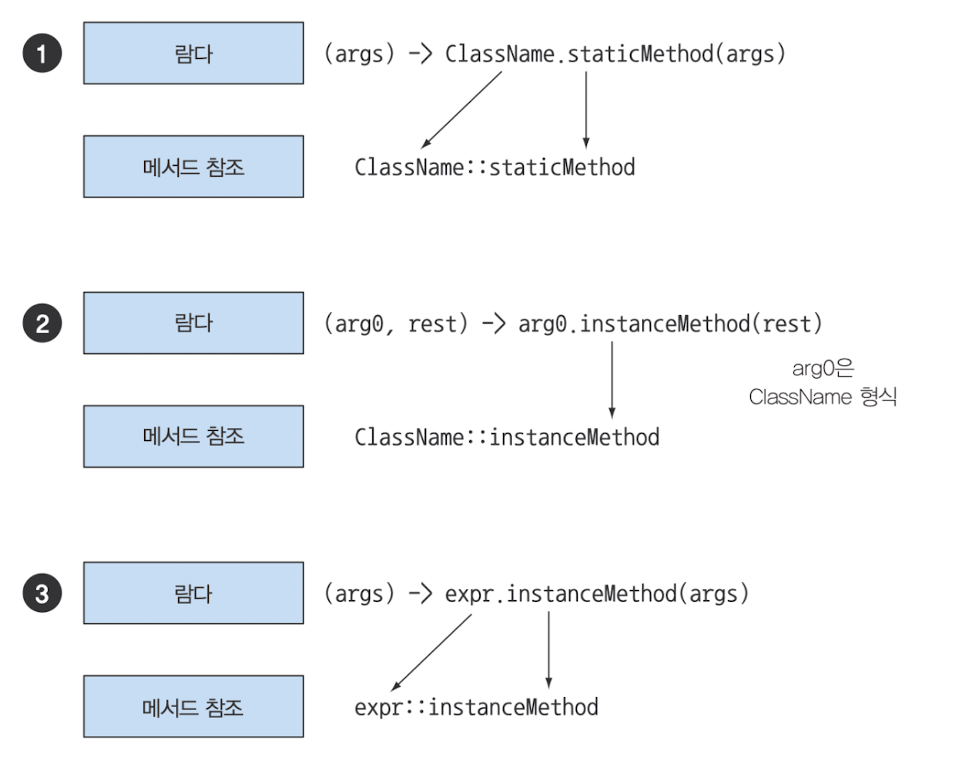 1 람다 (args) -> ClassName.staticMethod(args)
메서드 참조 ClassName::staticMethod
2 람다 (arg0, rest) -> arg0.instanceMethod(rest)
arg0은
ClassName 형식
메서드 참조 ClassName::instanceMethod
3 람다 (args) -> expr.instanceMethod(args)
메서드 참조 expr::instanceMethod